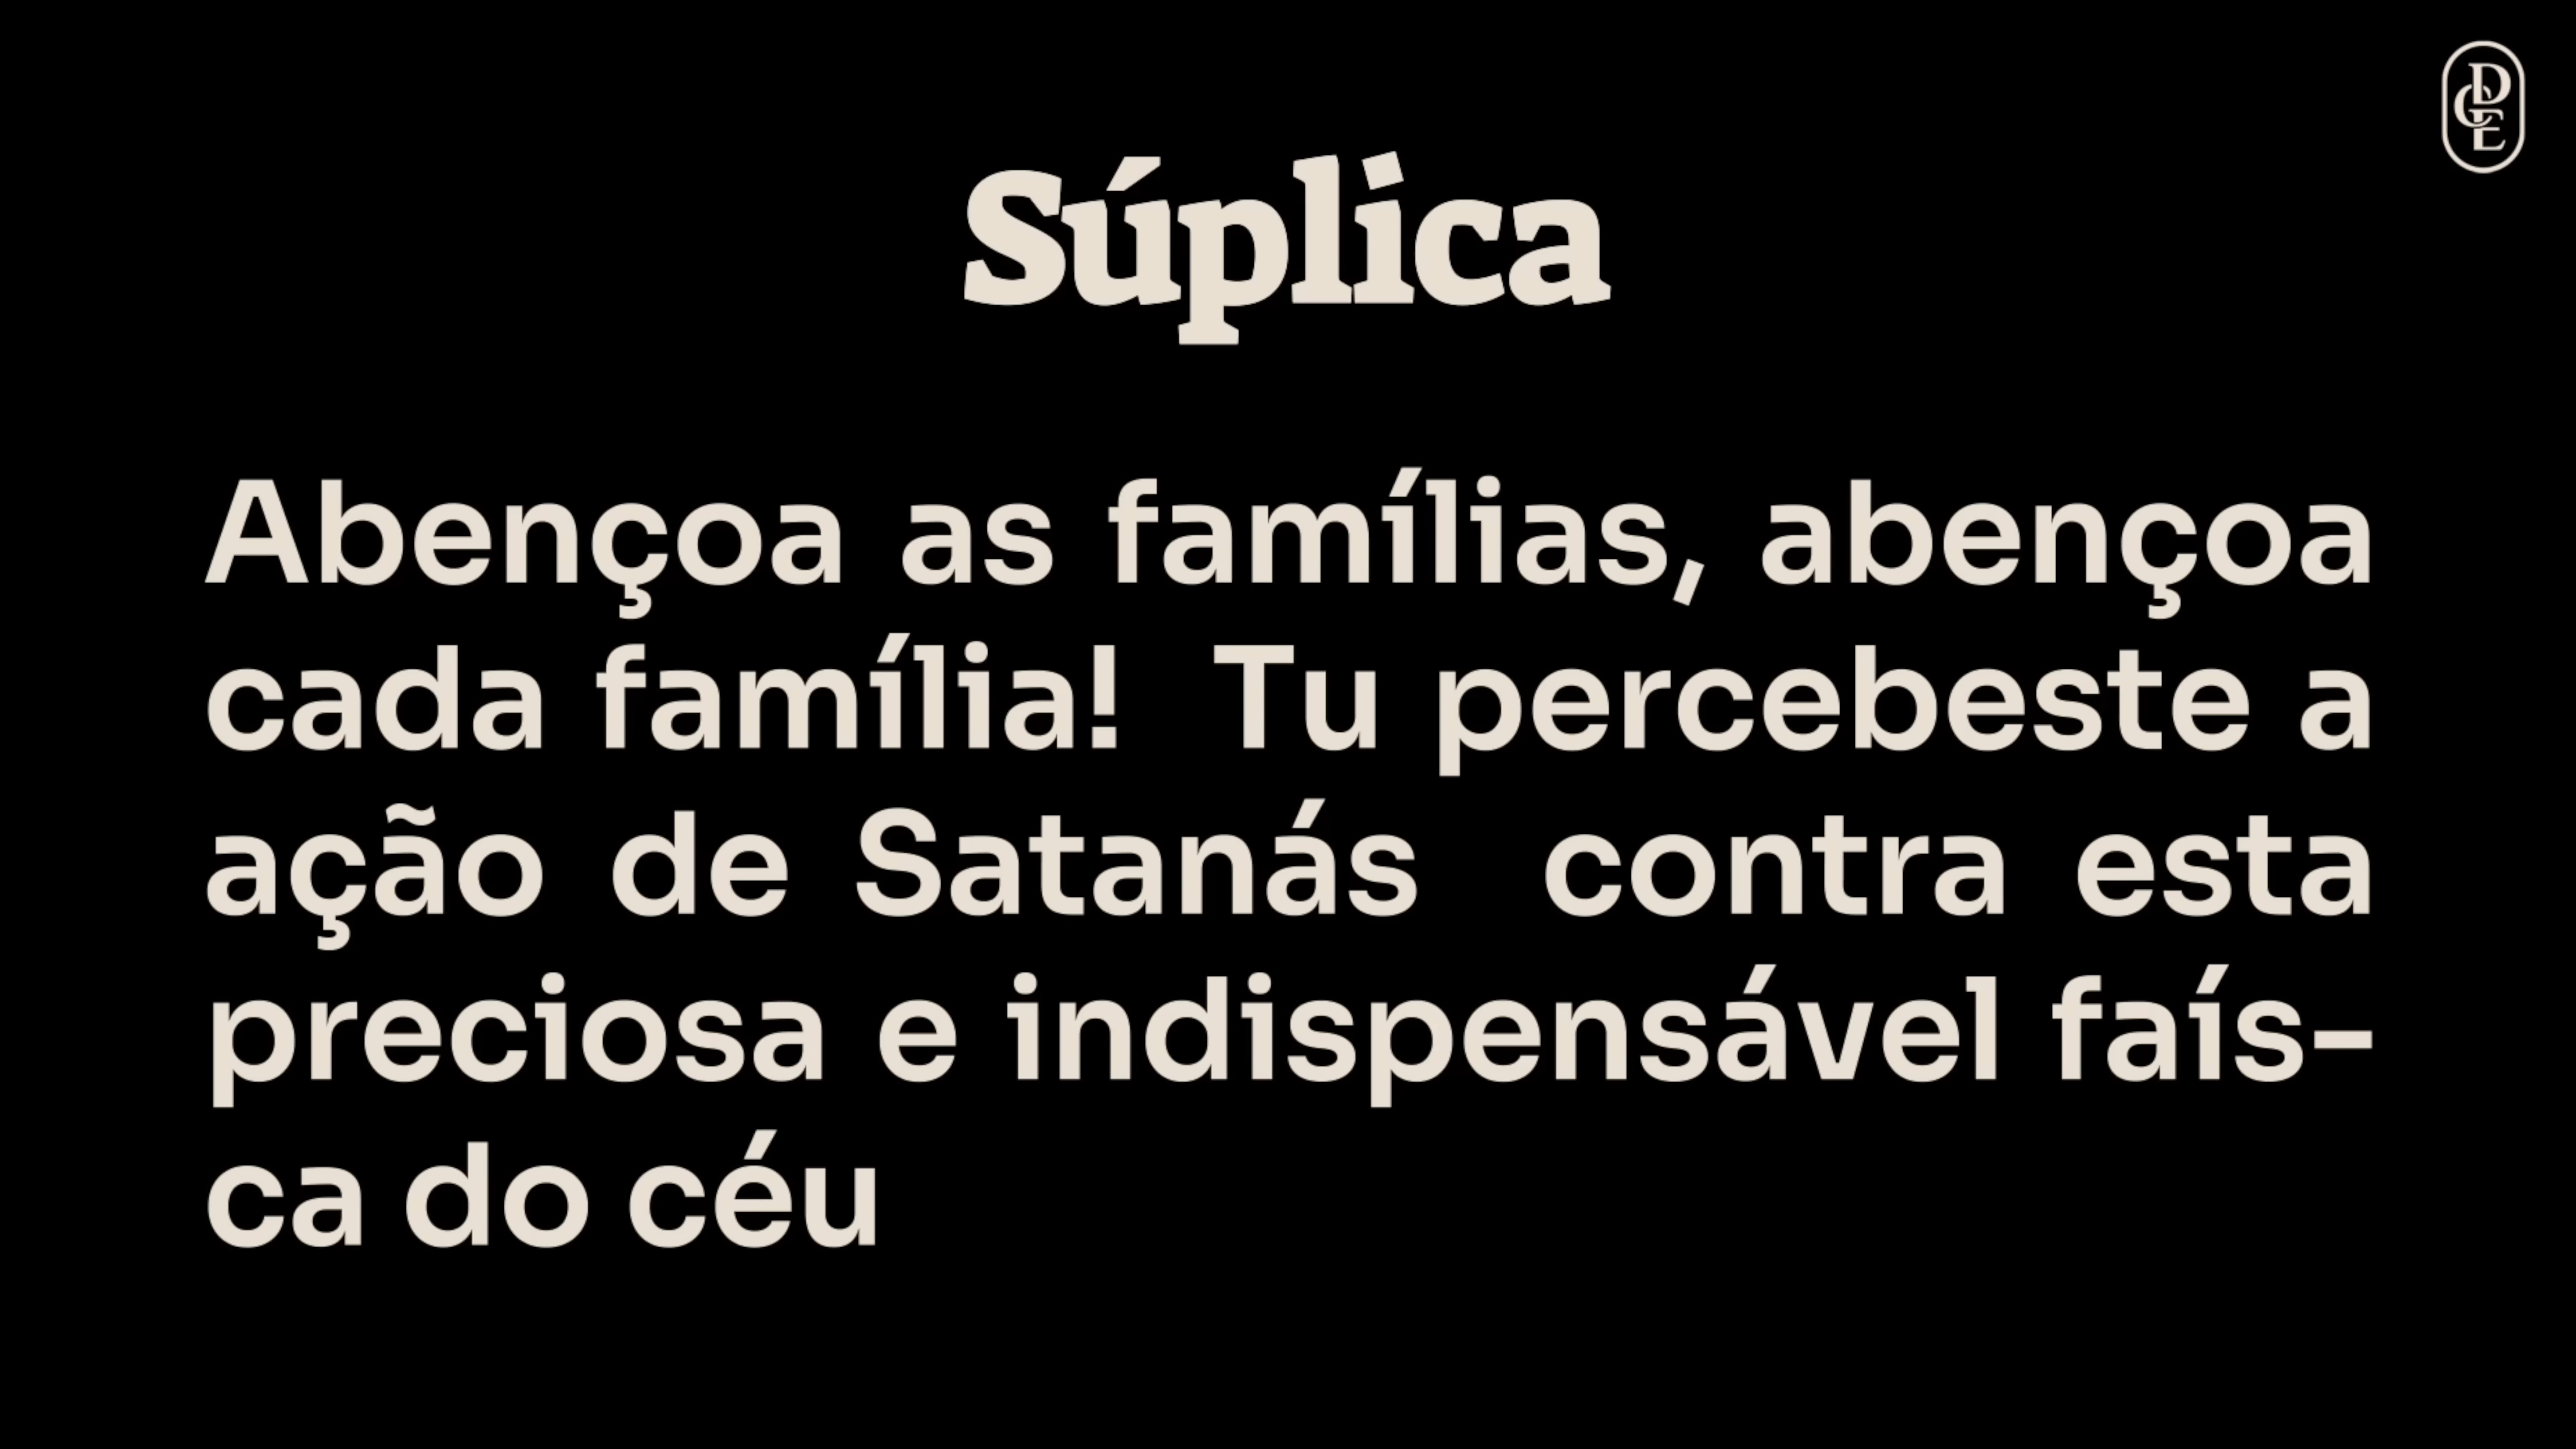 DCE
Súplica
Abençoa as famílias, abençoa
cada família! Tu percebeste a
ação de Satanás contra esta
preciosa e indispensável faís-
ca do céu